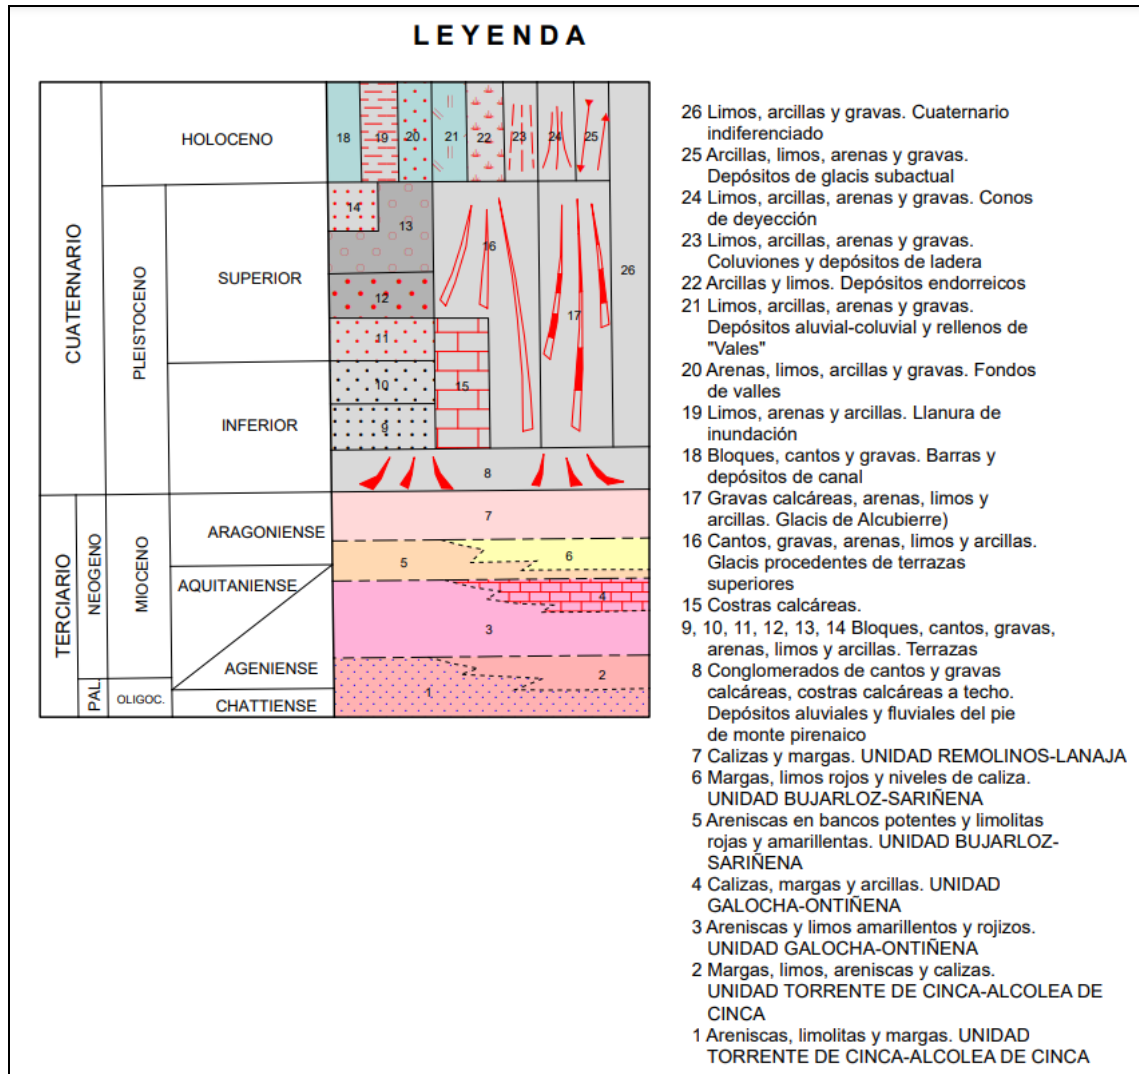 LEYENDA
CUATERNARIO
HOLOCENO
18 19 20 21 22 23 24 25
PLEISTOCENO
SUPERIOR
14
13
16
26
12
17
11
INFERIOR
10
15
9
8
TERCIARIO
NEOGENO
MIOCENO
ARAGONIENSE
7
5
6
AQUITANIENSE
4
3
AGENIENSE
2
PAL.
OLIGOC.
CHATTIENSE
1
26 Limos, arcillas y gravas. Cuaternario
indiferenciado
25 Arcillas, limos, arenas y gravas.
Depósitos de glacis subactual
24 Limos, arcillas, arenas y gravas. Conos
de deyección
23 Limos, arcillas, arenas y gravas.
Coluviones y depósitos de ladera
22 Arcillas y limos. Depósitos endorreicos
21 Limos, arcillas, arenas y gravas.
Depósitos aluvial-coluvial y rellenos de
"Vales"
20 Arenas, limos, arcillas y gravas. Fondos
de valles
19 Limos, arenas y arcillas. Llanura de
inundación
18 Bloques, cantos y gravas. Barras y
depósitos de canal
17 Gravas calcáreas, arenas, limos y
arcillas. Glacis de Alcubierre)
16 Cantos, gravas, arenas, limos y arcillas.
Glacis procedentes de terrazas
superiores
15 Costras calcáreas.
9, 10, 11, 12, 13, 14 Bloques, cantos, gravas,
arenas, limos y arcillas. Terrazas
8 Conglomerados de cantos y gravas
calcáreas, costras calcáreas a techo.
Depósitos aluviales y fluviales del pie
de monte pirenaico
7 Calizas y margas. UNIDAD REMOLINOS-LANAJA
6 Margas, limos rojos y niveles de caliza.
UNIDAD BUJARLOZ-SARIÑENA
5 Areniscas en bancos potentes y limolitas
rojas y amarillentas. UNIDAD BUJARLOZ-
SARIÑENA
4 Calizas, margas y arcillas. UNIDAD
GALOCHA-ONTIÑENA
3 Areniscas y limos amarillentos y rojizos.
UNIDAD GALOCHA-ONTIÑENA
2 Margas, limos, areniscas y calizas.
UNIDAD TORRENTE DE CINCA-ALCOLEA DE
CINCA
1 Areniscas, limolitas y margas. UNIDAD
TORRENTE DE CINCA-ALCOLEA DE CINCA